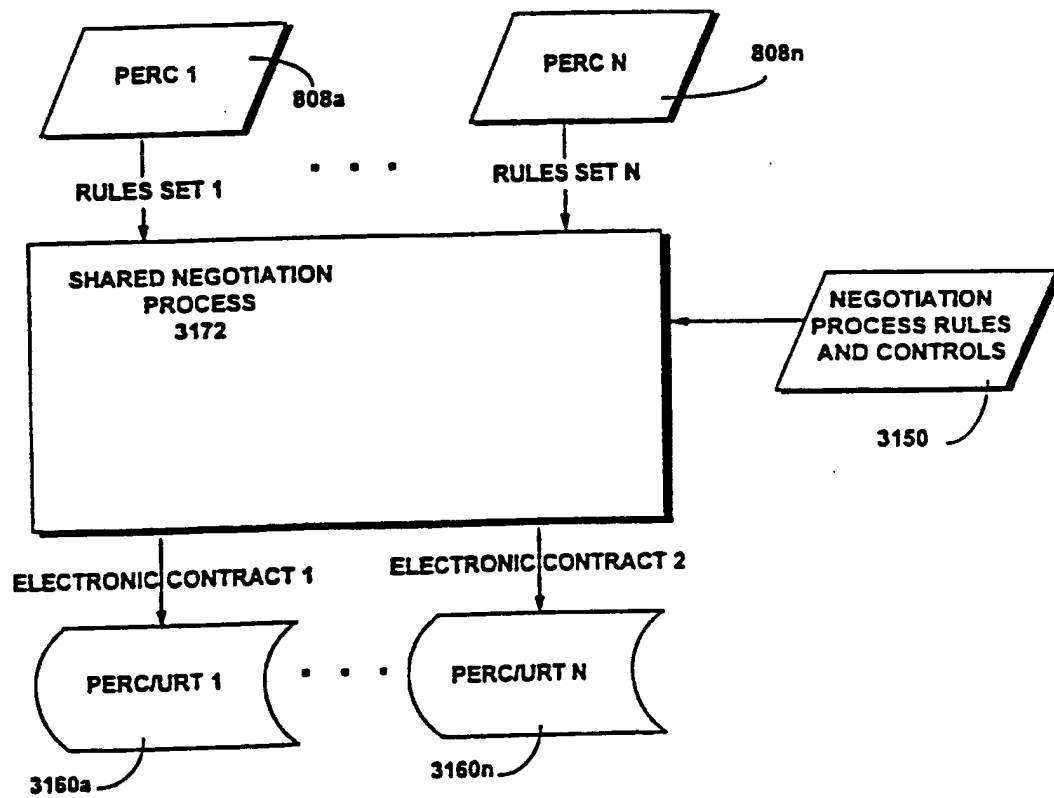 PERC 1
808a
PERC N
808n
RULES SET 1
RULES SET N
SHARED NEGOTIATION
PROCESS
3172
NEGOTIATION
PROCESS RULES
AND CONTROLS
3150
ELECTRONIC CONTRACT 1
ELECTRONIC CONTRACT 2
PERC/URT 1
PERC/URT N
3160a
3160n